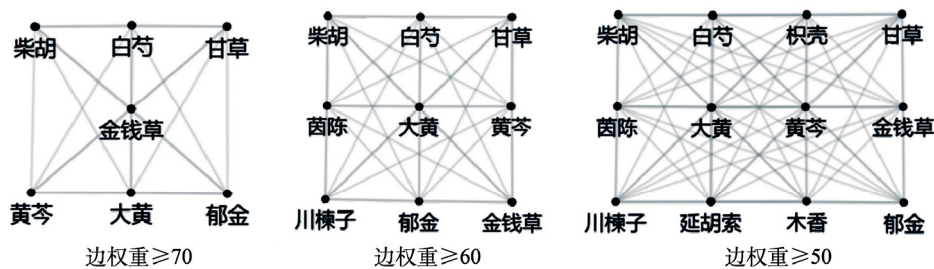 柴胡 白芍 甘草
金钱草
黄芩 大黄 郁金
边权重≥70
柴胡 白芍 甘草
茵陈 大黄 黄芩
川楝子 郁金 金钱草
边权重≥60
柴胡 白芍 枳壳 甘草
茵陈 大黄 黄芩 金钱草
川楝子 延胡索 木香 郁金
边权重≥50